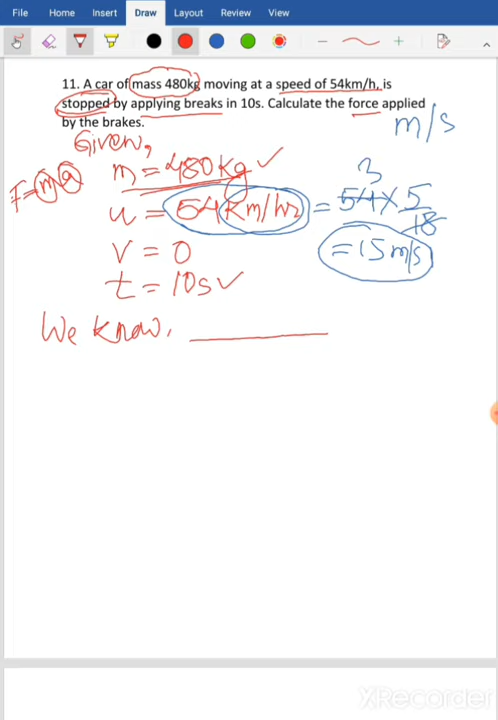 File Home Insert Draw Layout Review View
11. A car of mass 480kg moving at a speed of 54km/h, is
stopped by applying breaks in 10s. Calculate the force applied
by the brakes.
m/s
Given,
F=ma
m = 480kg ✓
u = 54km/hr = 54 × 5/18
3
= 15 m/s
v = 0
t = 10s ✓
We know,
XRecorder